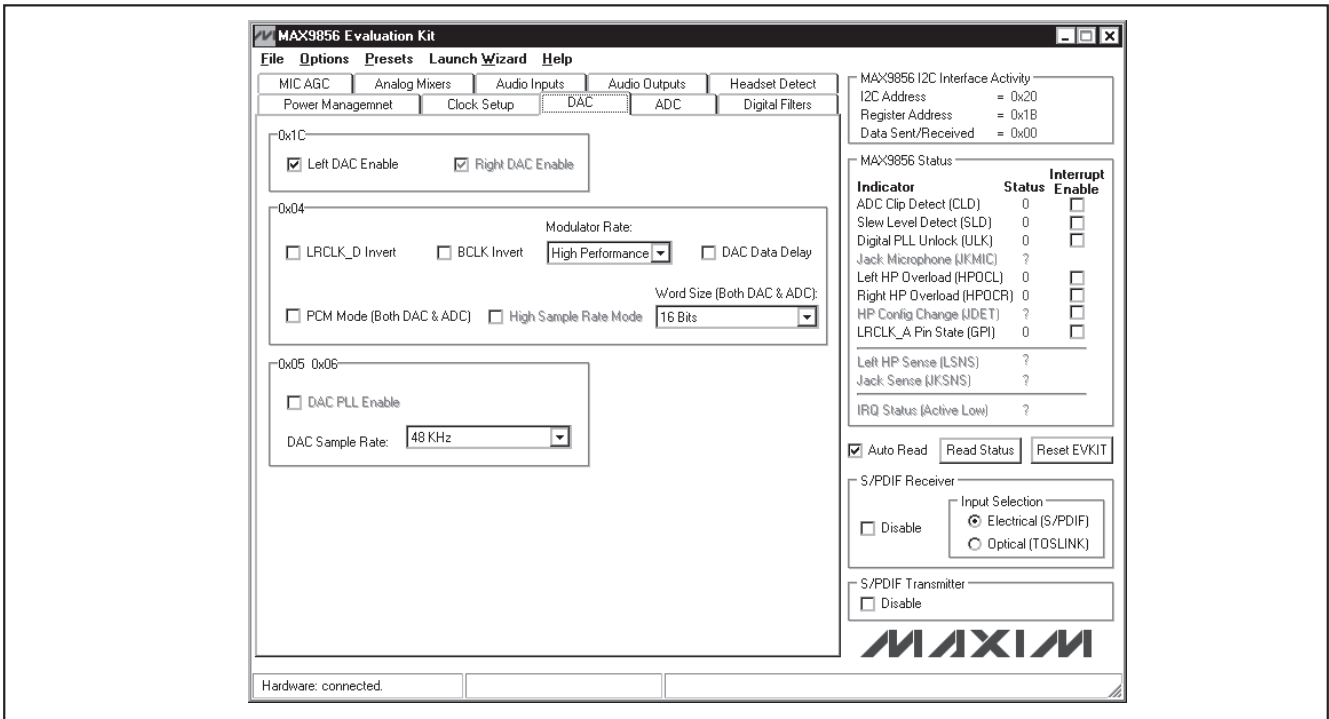 MAX9856 Evaluation Kit
File Options Presets Launch Wizard Help
MIC AGC Analog Mixers Audio Inputs Audio Outputs Headset Detect
Power Managemnet Clock Setup DAC ADC Digital Filters
0x1C
Left DAC Enable Right DAC Enable
0x04
Modulator Rate:
LRCLK_D Invert BCLK Invert High Performance DAC Data Delay
Word Size (Both DAC & ADC):
PCM Mode (Both DAC & ADC) High Sample Rate Mode 16 Bits
0x05 0x06
DAC PLL Enable
DAC Sample Rate: 48 KHz
MAX9856 I2C Interface Activity
I2C Address = 0x20
Register Address = 0x1B
Data Sent/Received = 0x00
MAX9856 Status
Interrupt
Indicator Status Enable
ADC Clip Detect (CLD) 0
Slew Level Detect (SLD) 0
Digital PLL Unlock (ULK) 0
Jack Microphone (JKMIC) ?
Left HP Overload (HPOCL) 0
Right HP Overload (HPOCR) 0
HP Config Change (JDET) ?
LRCLK_A Pin State (GPI) 0
Left HP Sense (LSNS) ?
Jack Sense (JKSNS) ?
IRQ Status (Active Low) ?
Auto Read Read Status Reset EVKIT
S/PDIF Receiver
Input Selection
Disable Electrical (S/PDIF)
Optical (TOSLINK)
S/PDIF Transmitter
Disable
MAXIM
Hardware: connected.